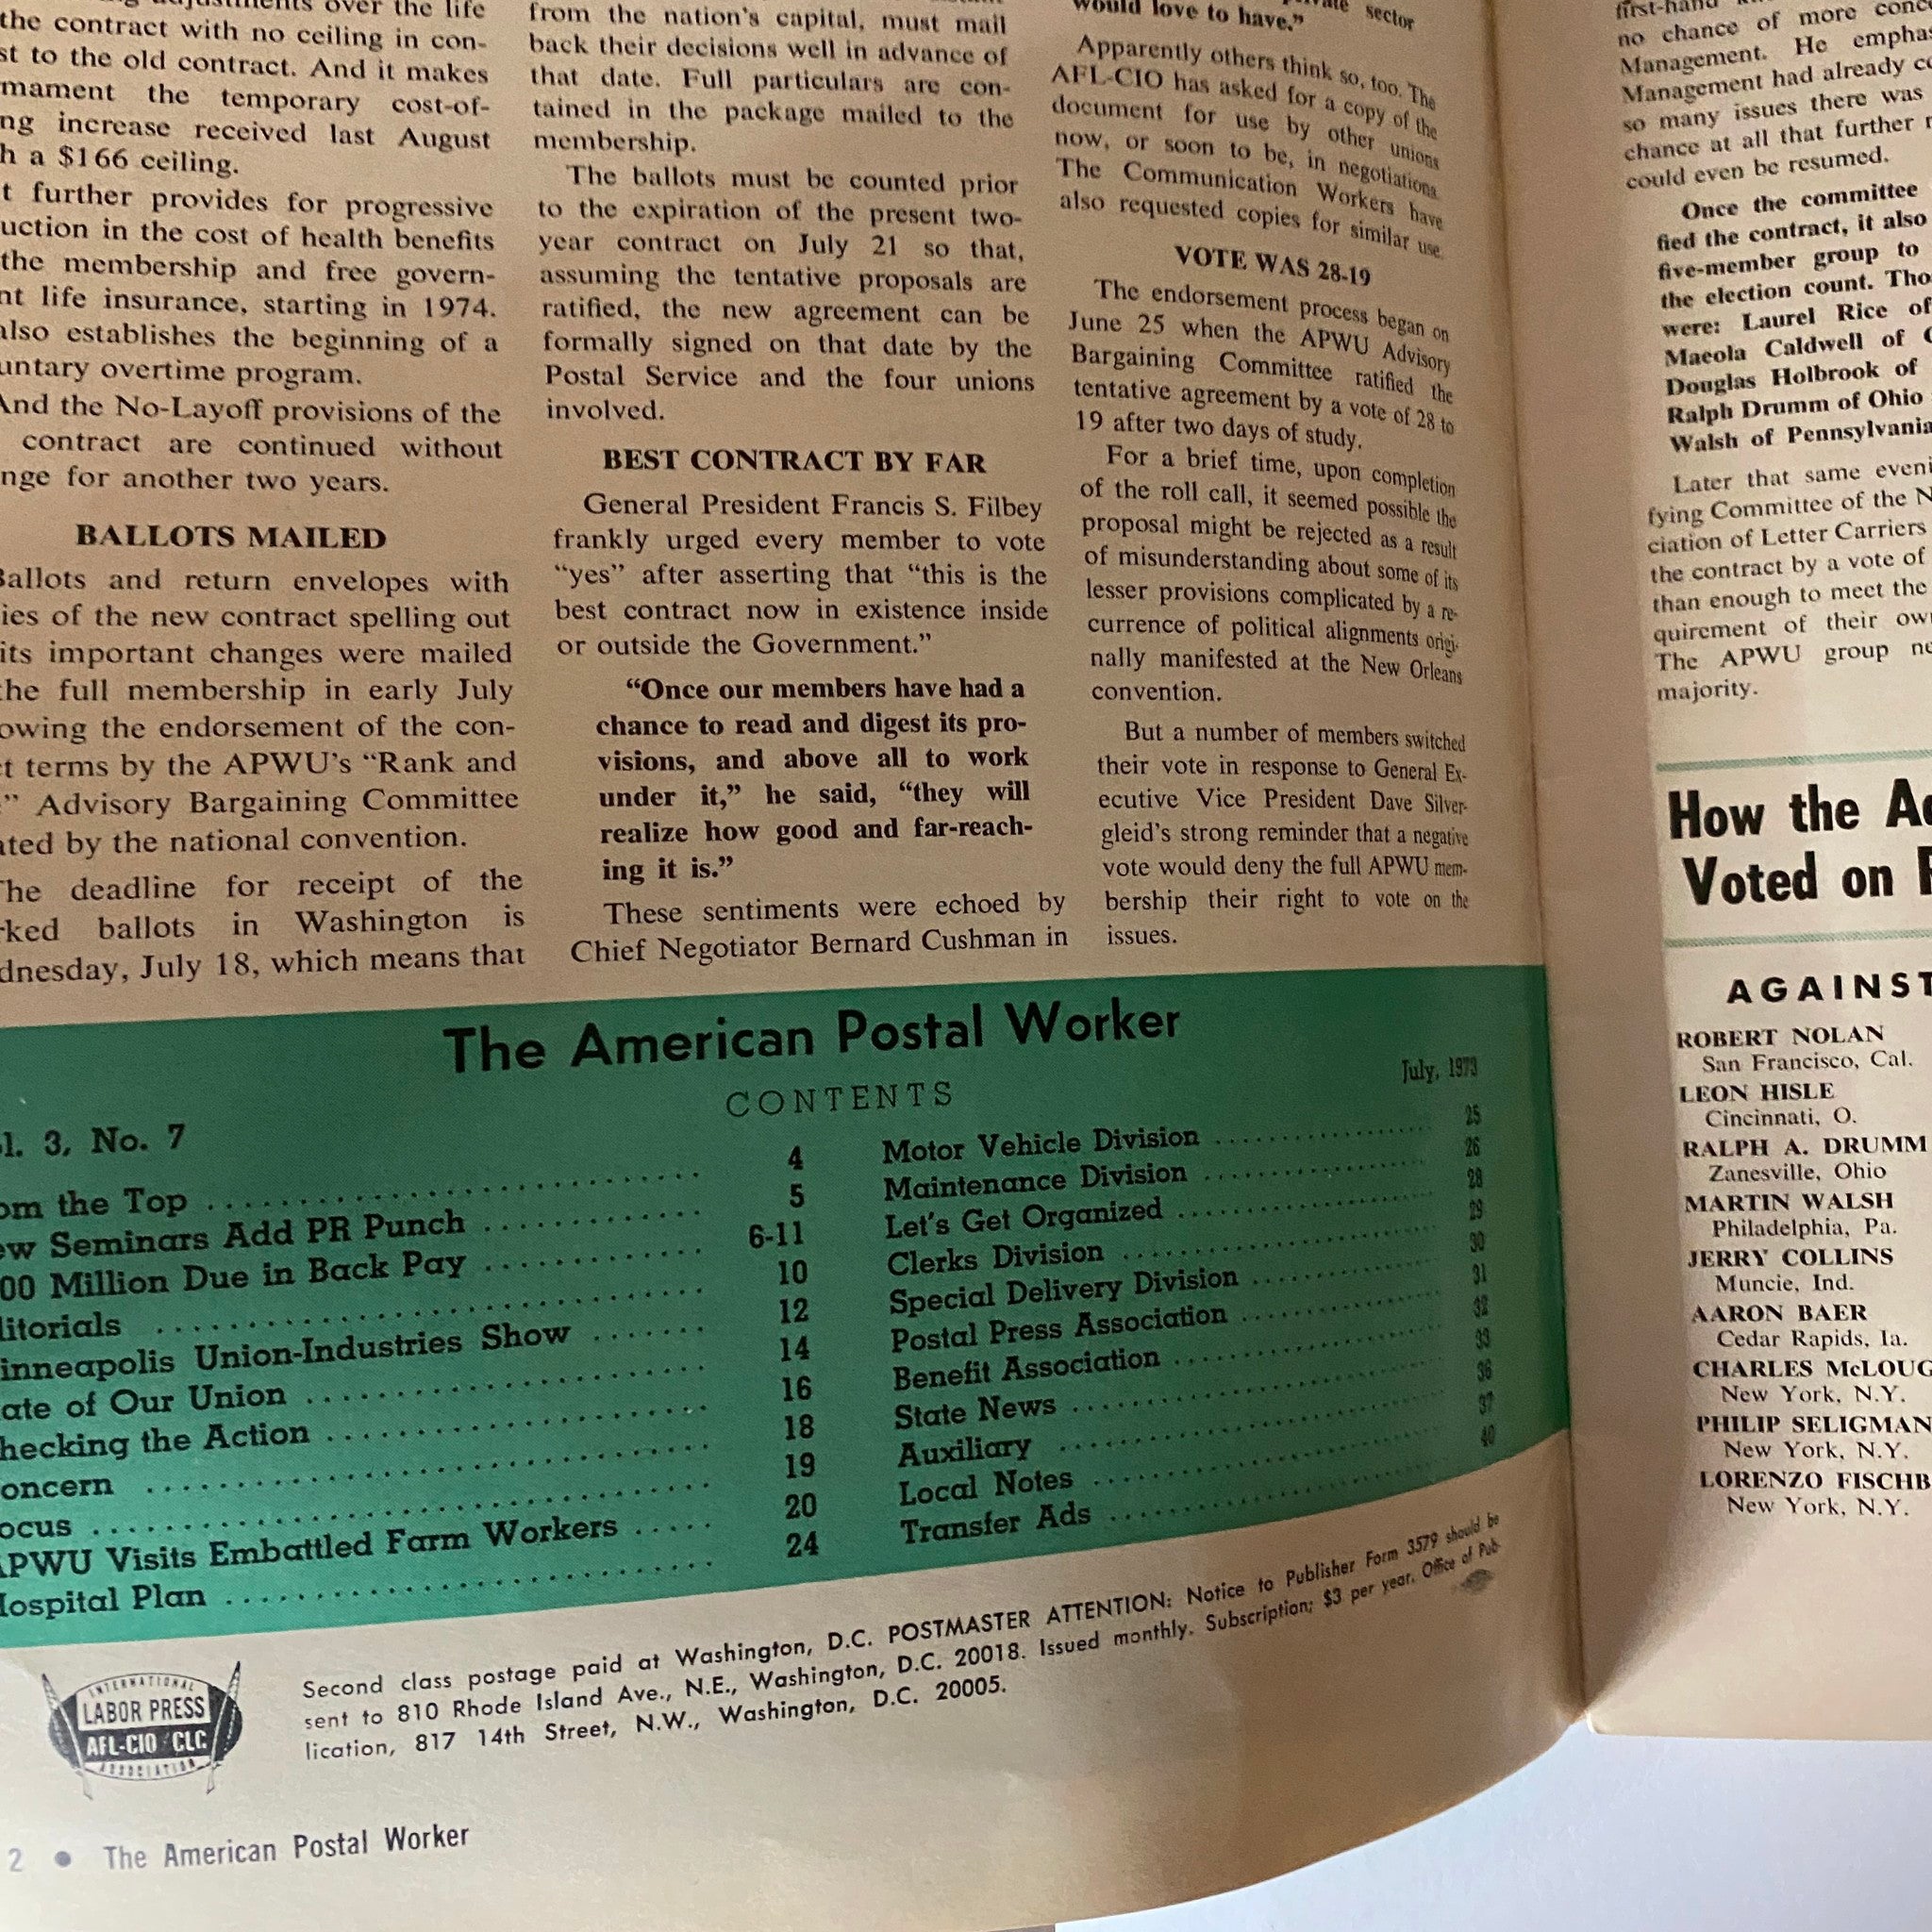 adjustments over the life
the contract with no ceiling in con-
st to the old contract. And it makes
mament the temporary cost-of-
ng increase received last August
h a $166 ceiling.
t further provides for progressive
uction in the cost of health benefits
the membership and free govern-
nt life insurance, starting in 1974.
also establishes the beginning of a
untary overtime program.
And the No-Layoff provisions of the
contract are continued without
nge for another two years.
BALLOTS MAILED
Ballots and return envelopes with
ies of the new contract spelling out
its important changes were mailed
the full membership in early July
owing the endorsement of the con-
ct terms by the APWU's "Rank and
" Advisory Bargaining Committee
ated by the national convention.
The deadline for receipt of the
rked ballots in Washington is
dnesday, July 18, which means that
from the nation's capital, must mail
back their decisions well in advance of
that date. Full particulars are con-
tained in the package mailed to the
membership.
The ballots must be counted prior
to the expiration of the present two-
year contract on July 21 so that,
assuming the tentative proposals are
ratified, the new agreement can be
formally signed on that date by the
Postal Service and the four unions
involved.
BEST CONTRACT BY FAR
General President Francis S. Filbey
frankly urged every member to vote
"yes" after asserting that "this is the
best contract now in existence inside
or outside the Government."
"Once our members have had a
chance to read and digest its pro-
visions, and above all to work
under it," he said, "they will
realize how good and far-reach-
ing it is."
These sentiments were echoed by
Chief Negotiator Bernard Cushman in
private sector
would love to have."
Apparently others think so, too. The
AFL-CIO has asked for a copy of the
document for use by other unions
now, or soon to be, in negotiations.
The Communication Workers have
also requested copies for similar use.
VOTE WAS 28-19
The endorsement process began on
June 25 when the APWU Advisory
Bargaining Committee ratified the
tentative agreement by a vote of 28 to
19 after two days of study.
For a brief time, upon completion
of the roll call, it seemed possible the
proposal might be rejected as a result
of misunderstanding about some of its
lesser provisions complicated by a re-
currence of political alignments origi-
nally manifested at the New Orleans
convention.
But a number of members switched
their vote in response to General Ex-
ecutive Vice President Dave Silver-
gleid's strong reminder that a negative
vote would deny the full APWU mem-
bership their right to vote on the
issues.
The American Postal Worker
CONTENTS
July, 1973
l. 3, No. 7
om the Top 4
ew Seminars Add PR Punch 5
00 Million Due in Back Pay 6-11
ditorials 10
inneapolis Union-Industries Show 12
ate of Our Union 14
hecking the Action 16
oncern 18
ocus 19
APWU Visits Embattled Farm Workers 20
Hospital Plan 24
Motor Vehicle Division 25
Maintenance Division 26
Let's Get Organized 28
Clerks Division 29
Special Delivery Division 30
Postal Press Association 31
Benefit Association 32
State News 33
Auxiliary 36
Local Notes 37
Transfer Ads 40
INTERNATIONAL
LABOR PRESS
AFL-CIO CLC
ASSOCIATION
Second class postage paid at Washington, D.C. POSTMASTER ATTENTION: Notice to Publisher Form 3579 should be
sent to 810 Rhode Island Ave., N.E., Washington, D.C. 20018. Issued monthly. Subscription; $3 per year. Office of Pub-
lication, 817 14th Street, N.W., Washington, D.C. 20005.
2 • The American Postal Worker
first-hand
no chance of more conc
Management. He emphas
Management had already co
so many issues there was
chance at all that further
could even be resumed.
Once the committee
fied the contract, it also
five-member group to
the election count. Tho
were: Laurel Rice of
Maeola Caldwell of
Douglas Holbrook of
Ralph Drumm of Ohio
Walsh of Pennsylvania
Later that same eveni
fying Committee of the N
ciation of Letter Carriers
the contract by a vote of
than enough to meet the
quirement of their ow
The APWU group ne
majority.
How the Ad
Voted on
AGAINST
ROBERT NOLAN
San Francisco, Cal.
LEON HISLE
Cincinnati, O.
RALPH A. DRUMM
Zanesville, Ohio
MARTIN WALSH
Philadelphia, Pa.
JERRY COLLINS
Muncie, Ind.
AARON BAER
Cedar Rapids, Ia.
CHARLES McLOUG
New York, N.Y.
PHILIP SELIGMAN
New York, N.Y.
LORENZO FISCHB
New York, N.Y.